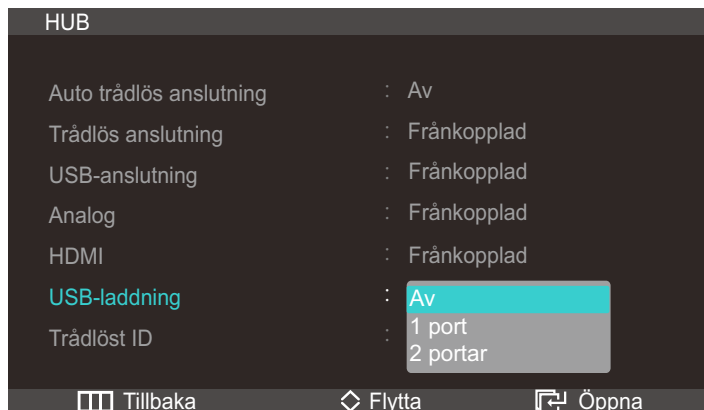 HUB
Auto trådlös anslutning : Av
Trådlös anslutning : Frånkopplad
USB-anslutning : Frånkopplad
Analog : Frånkopplad
HDMI : Frånkopplad
USB-laddning : Av
1 port
Trådlöst ID :
2 portar
Tillbaka Flytta Öppna